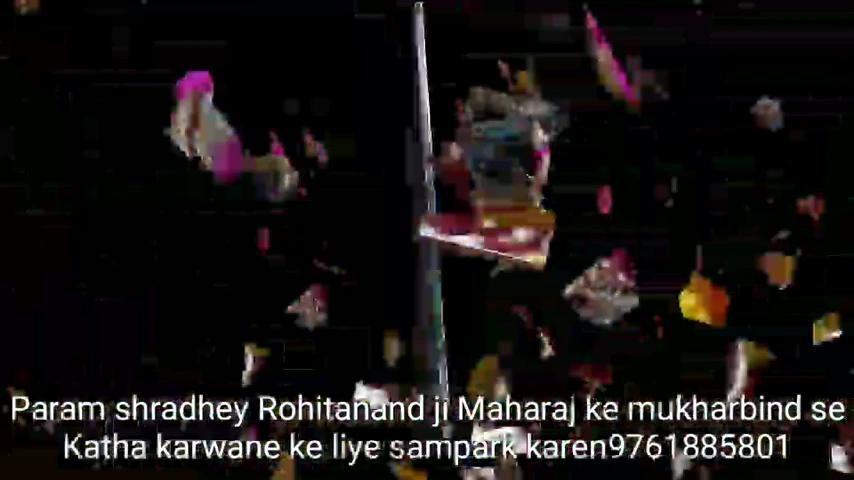 Param shradhey Rohitanand ji Maharaj ke mukharbind se
Katha karwane ke liye sampark karen9761885801